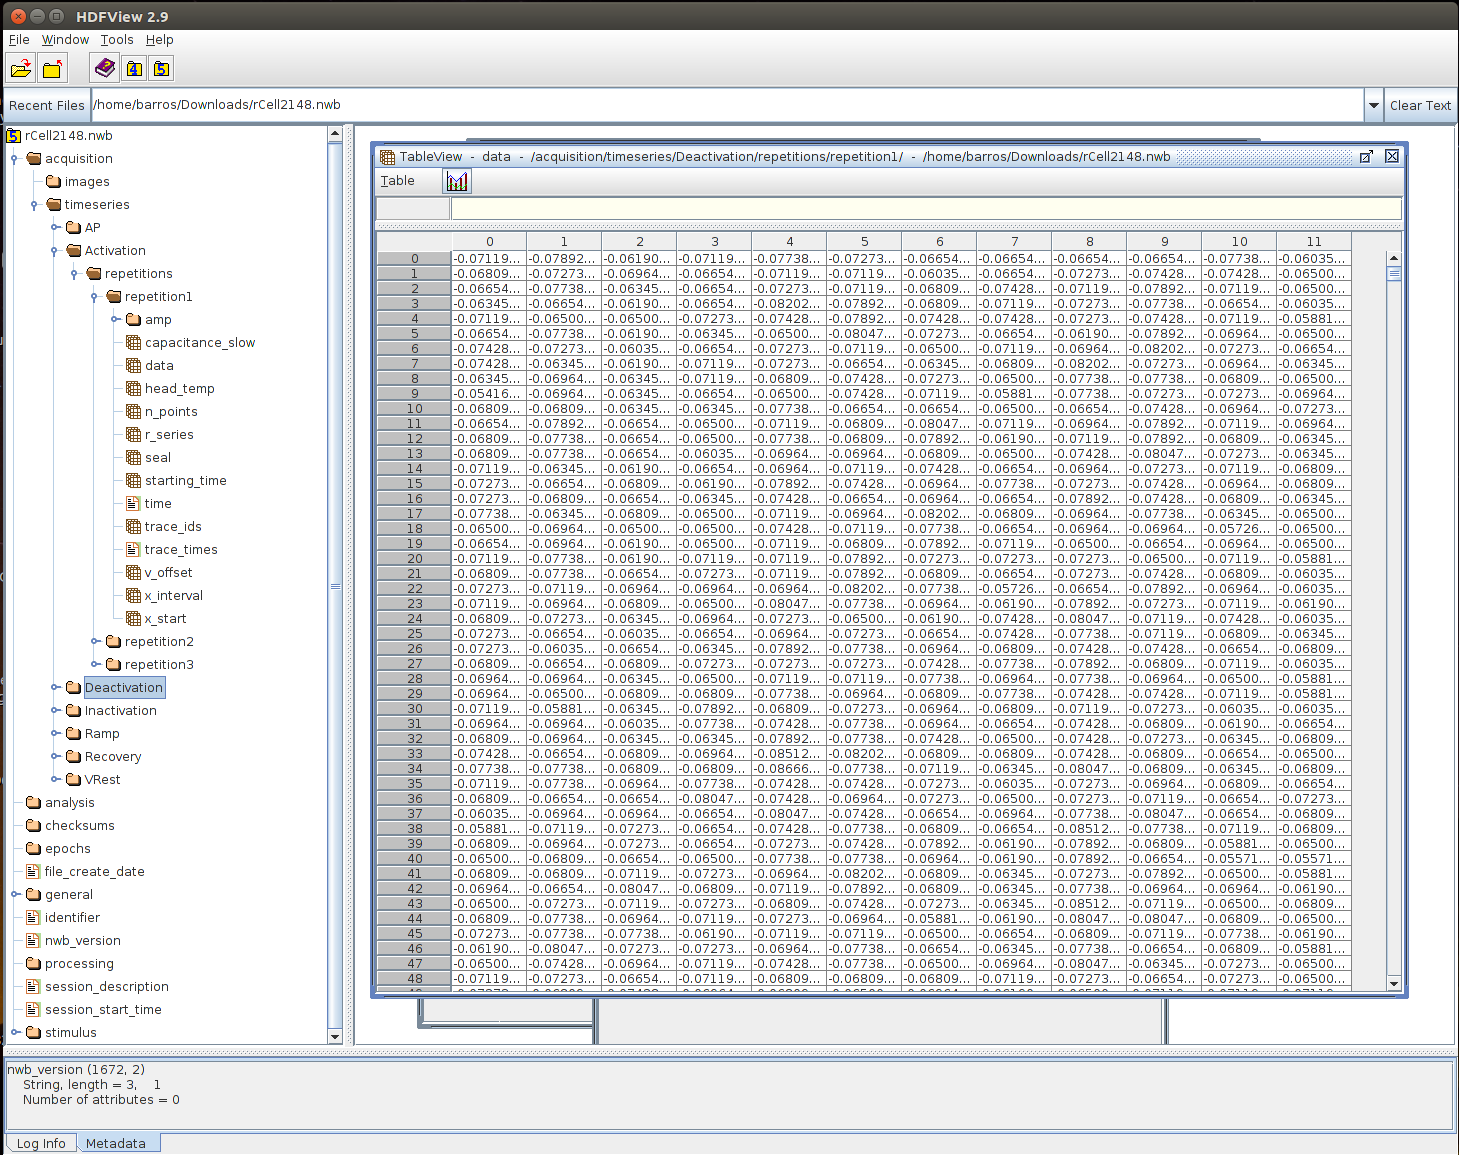 HDFView 2.9
File Window Tools Help
4 5
Recent Files /home/barros/Downloads/rCell2148.nwb Clear Text
5 rCell2148.nwb
acquisition
images
timeseries
AP
Activation
repetitions
repetition1
amp
capacitance_slow
data
head_temp
n_points
r_series
seal
starting_time
time
trace_ids
trace_times
v_offset
x_interval
x_start
repetition2
repetition3
Deactivation
Inactivation
Ramp
Recovery
VRest
analysis
checksums
epochs
file_create_date
general
identifier
nwb_version
processing
session_description
session_start_time
stimulus
TableView - data - /acquisition/timeseries/Deactivation/repetitions/repetition1/ - /home/barros/Downloads/rCell2148.nwb
Table
0 1 2 3 4 5 6 7 8 9 10 11
0 -0.07119... -0.07892... -0.06190... -0.07119... -0.07738... -0.07273... -0.06654... -0.06654... -0.06654... -0.06654... -0.07738... -0.06035...
1 -0.06809... -0.07273... -0.06964... -0.06654... -0.07119... -0.07119... -0.06035... -0.06654... -0.07273... -0.07428... -0.07428... -0.06500...
2 -0.06654... -0.07738... -0.06345... -0.06654... -0.07273... -0.07119... -0.06809... -0.07428... -0.07119... -0.07892... -0.07119... -0.06500...
3 -0.06345... -0.06654... -0.06190... -0.06654... -0.08202... -0.07892... -0.06809... -0.07119... -0.07273... -0.07738... -0.06654... -0.06035...
4 -0.07119... -0.06500... -0.06500... -0.07273... -0.07428... -0.07892... -0.07428... -0.07428... -0.07273... -0.07428... -0.07119... -0.05881...
5 -0.06654... -0.07738... -0.06190... -0.06345... -0.06500... -0.08047... -0.07273... -0.06654... -0.06190... -0.07892... -0.06964... -0.06500...
6 -0.07428... -0.07273... -0.06035... -0.06654... -0.07273... -0.07119... -0.06500... -0.07119... -0.06964... -0.08202... -0.07273... -0.06654...
7 -0.07428... -0.06345... -0.06190... -0.07119... -0.07273... -0.06654... -0.06345... -0.06809... -0.08202... -0.07273... -0.06964... -0.06345...
8 -0.06345... -0.06964... -0.06345... -0.07119... -0.06809... -0.07428... -0.07273... -0.06500... -0.07738... -0.07738... -0.06809... -0.06500...
9 -0.05416... -0.06964... -0.06345... -0.06654... -0.06500... -0.07428... -0.07119... -0.05881... -0.07738... -0.07273... -0.07273... -0.06964...
10 -0.06809... -0.06809... -0.06345... -0.06345... -0.07738... -0.06654... -0.06654... -0.06500... -0.06654... -0.07428... -0.06964... -0.07273...
11 -0.06654... -0.07892... -0.06654... -0.06500... -0.07119... -0.06809... -0.08047... -0.07119... -0.06964... -0.07892... -0.07119... -0.06964...
12 -0.06809... -0.07738... -0.06654... -0.06500... -0.07738... -0.06809... -0.07892... -0.06190... -0.07119... -0.07892... -0.06809... -0.06345...
13 -0.06809... -0.07738... -0.06654... -0.06035... -0.06964... -0.06964... -0.06809... -0.06500... -0.07428... -0.08047... -0.07273... -0.06345...
14 -0.07119... -0.06345... -0.06190... -0.06654... -0.06964... -0.07119... -0.07428... -0.06654... -0.06964... -0.07273... -0.07119... -0.06809...
15 -0.07273... -0.06654... -0.06809... -0.06190... -0.07892... -0.07428... -0.06964... -0.07738... -0.07273... -0.07428... -0.06964... -0.06809...
16 -0.07273... -0.06809... -0.06654... -0.06345... -0.07428... -0.06654... -0.06964... -0.06654... -0.07892... -0.07428... -0.06809... -0.06345...
17 -0.07738... -0.06345... -0.06809... -0.06500... -0.07119... -0.06964... -0.08202... -0.06809... -0.06964... -0.07738... -0.06345... -0.06500...
18 -0.06500... -0.06964... -0.06500... -0.06500... -0.07428... -0.07119... -0.07738... -0.06654... -0.06964... -0.06964... -0.05726... -0.06500...
19 -0.06654... -0.06964... -0.06190... -0.06500... -0.07119... -0.06809... -0.07892... -0.07119... -0.06500... -0.06654... -0.06964... -0.06500...
20 -0.07119... -0.07738... -0.06190... -0.07119... -0.07119... -0.07892... -0.07273... -0.07273... -0.07273... -0.06500... -0.07119... -0.05881...
21 -0.06809... -0.07738... -0.06654... -0.07273... -0.07119... -0.07892... -0.06809... -0.06654... -0.07273... -0.07428... -0.06809... -0.06035...
22 -0.07273... -0.07119... -0.06964... -0.06964... -0.06964... -0.08202... -0.07738... -0.05726... -0.06654... -0.07892... -0.06964... -0.06035...
23 -0.07119... -0.06964... -0.06809... -0.06500... -0.08047... -0.07738... -0.06964... -0.06190... -0.07892... -0.07273... -0.07119... -0.06190...
24 -0.06809... -0.07273... -0.06345... -0.06964... -0.07273... -0.06500... -0.06190... -0.07428... -0.08047... -0.07119... -0.07428... -0.06035...
25 -0.07273... -0.06654... -0.06035... -0.06654... -0.06964... -0.07273... -0.06654... -0.07428... -0.07738... -0.07119... -0.06809... -0.06345...
26 -0.07273... -0.06035... -0.06654... -0.06345... -0.07892... -0.07738... -0.06964... -0.06809... -0.07428... -0.06964... -0.06809... -0.06035...
27 -0.06809... -0.06654... -0.06809... -0.07273... -0.07273... -0.07273... -0.07428... -0.07738... -0.07892... -0.06809... -0.07119... -0.06035...
28 -0.06964... -0.06964... -0.06345... -0.06500... -0.07119... -0.07119... -0.07738... -0.06964... -0.07738... -0.06964... -0.06500... -0.05881...
29 -0.06964... -0.06500... -0.06809... -0.06809... -0.07738... -0.06964... -0.06809... -0.07738... -0.07428... -0.07428... -0.07119... -0.05881...
30 -0.07119... -0.05881... -0.06345... -0.07892... -0.06809... -0.07273... -0.06964... -0.06809... -0.07119... -0.07273... -0.06035... -0.06035...
31 -0.06964... -0.06964... -0.06035... -0.07738... -0.07428... -0.07738... -0.06964... -0.06654... -0.07428... -0.06809... -0.06190... -0.06654...
32 -0.06809... -0.06964... -0.06345... -0.06345... -0.07892... -0.07738... -0.07428... -0.06500... -0.07428... -0.07273... -0.06345... -0.06809...
33 -0.07428... -0.06654... -0.06809... -0.06964... -0.08512... -0.08202... -0.06809... -0.06809... -0.07428... -0.06809... -0.06654... -0.06500...
34 -0.07738... -0.07738... -0.06809... -0.06809... -0.08666... -0.07738... -0.07119... -0.06345... -0.08047... -0.06809... -0.06345... -0.06809...
35 -0.07119... -0.07738... -0.06964... -0.07738... -0.07428... -0.07428... -0.07273... -0.06035... -0.07273... -0.06964... -0.06809... -0.06345...
36 -0.06809... -0.06654... -0.06654... -0.08047... -0.07428... -0.06964... -0.07273... -0.06500... -0.07273... -0.07119... -0.06654... -0.07273...
37 -0.06035... -0.06964... -0.06964... -0.06654... -0.08047... -0.07428... -0.06964... -0.06964... -0.07738... -0.08047... -0.06654... -0.06809...
38 -0.05881... -0.07119... -0.07273... -0.06654... -0.07428... -0.07738... -0.06809... -0.06654... -0.08512... -0.07738... -0.07119... -0.06809...
39 -0.06809... -0.06964... -0.07273... -0.06654... -0.07273... -0.07428... -0.07892... -0.06190... -0.07892... -0.06809... -0.05881... -0.06500...
40 -0.06500... -0.06809... -0.06654... -0.06500... -0.07738... -0.07738... -0.06964... -0.06190... -0.07892... -0.06654... -0.05571... -0.05571...
41 -0.06809... -0.06809... -0.07119... -0.07273... -0.06964... -0.08202... -0.06809... -0.06345... -0.07273... -0.07892... -0.06500... -0.05881...
42 -0.06964... -0.06654... -0.08047... -0.06809... -0.07119... -0.07892... -0.06809... -0.06345... -0.07738... -0.06964... -0.06964... -0.06190...
43 -0.06500... -0.07273... -0.07119... -0.07273... -0.06809... -0.07428... -0.07273... -0.06345... -0.08512... -0.07119... -0.06500... -0.06809...
44 -0.06809... -0.07738... -0.06964... -0.07119... -0.07273... -0.06964... -0.05881... -0.06190... -0.08047... -0.08047... -0.06809... -0.06500...
45 -0.07273... -0.07738... -0.07738... -0.06190... -0.07119... -0.07119... -0.06500... -0.06654... -0.06809... -0.07119... -0.07738... -0.06190...
46 -0.06190... -0.08047... -0.07273... -0.07273... -0.06964... -0.07738... -0.06654... -0.06345... -0.07738... -0.06654... -0.06809... -0.05881...
47 -0.06500... -0.07428... -0.06964... -0.07119... -0.07428... -0.07738... -0.06500... -0.06964... -0.08047... -0.06345... -0.07273... -0.06500...
48 -0.07119... -0.07273... -0.06654... -0.07119... -0.06809... -0.06809... -0.06809... -0.07119... -0.07273... -0.06654... -0.07273... -0.06500...
nwb_version (1672, 2)
String, length = 3, 1
Number of attributes = 0
Log Info Metadata